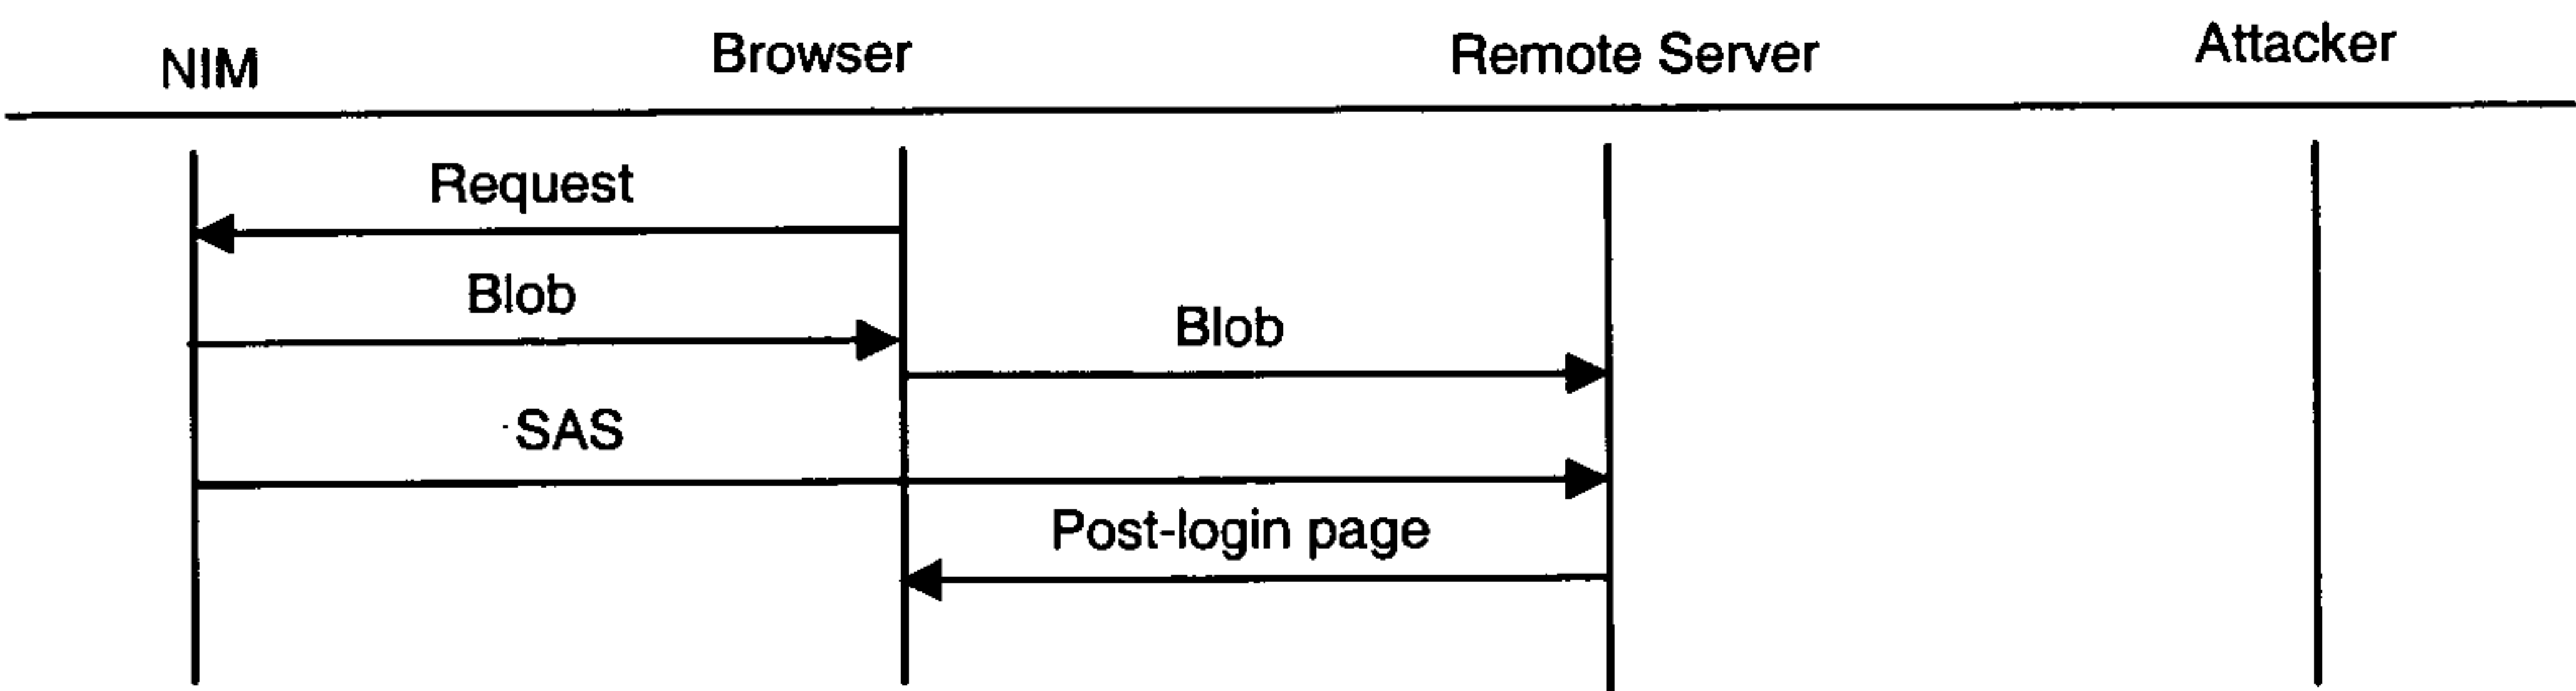 NIM Browser Remote Server Attacker
Request
Blob
Blob
SAS
Post-login page